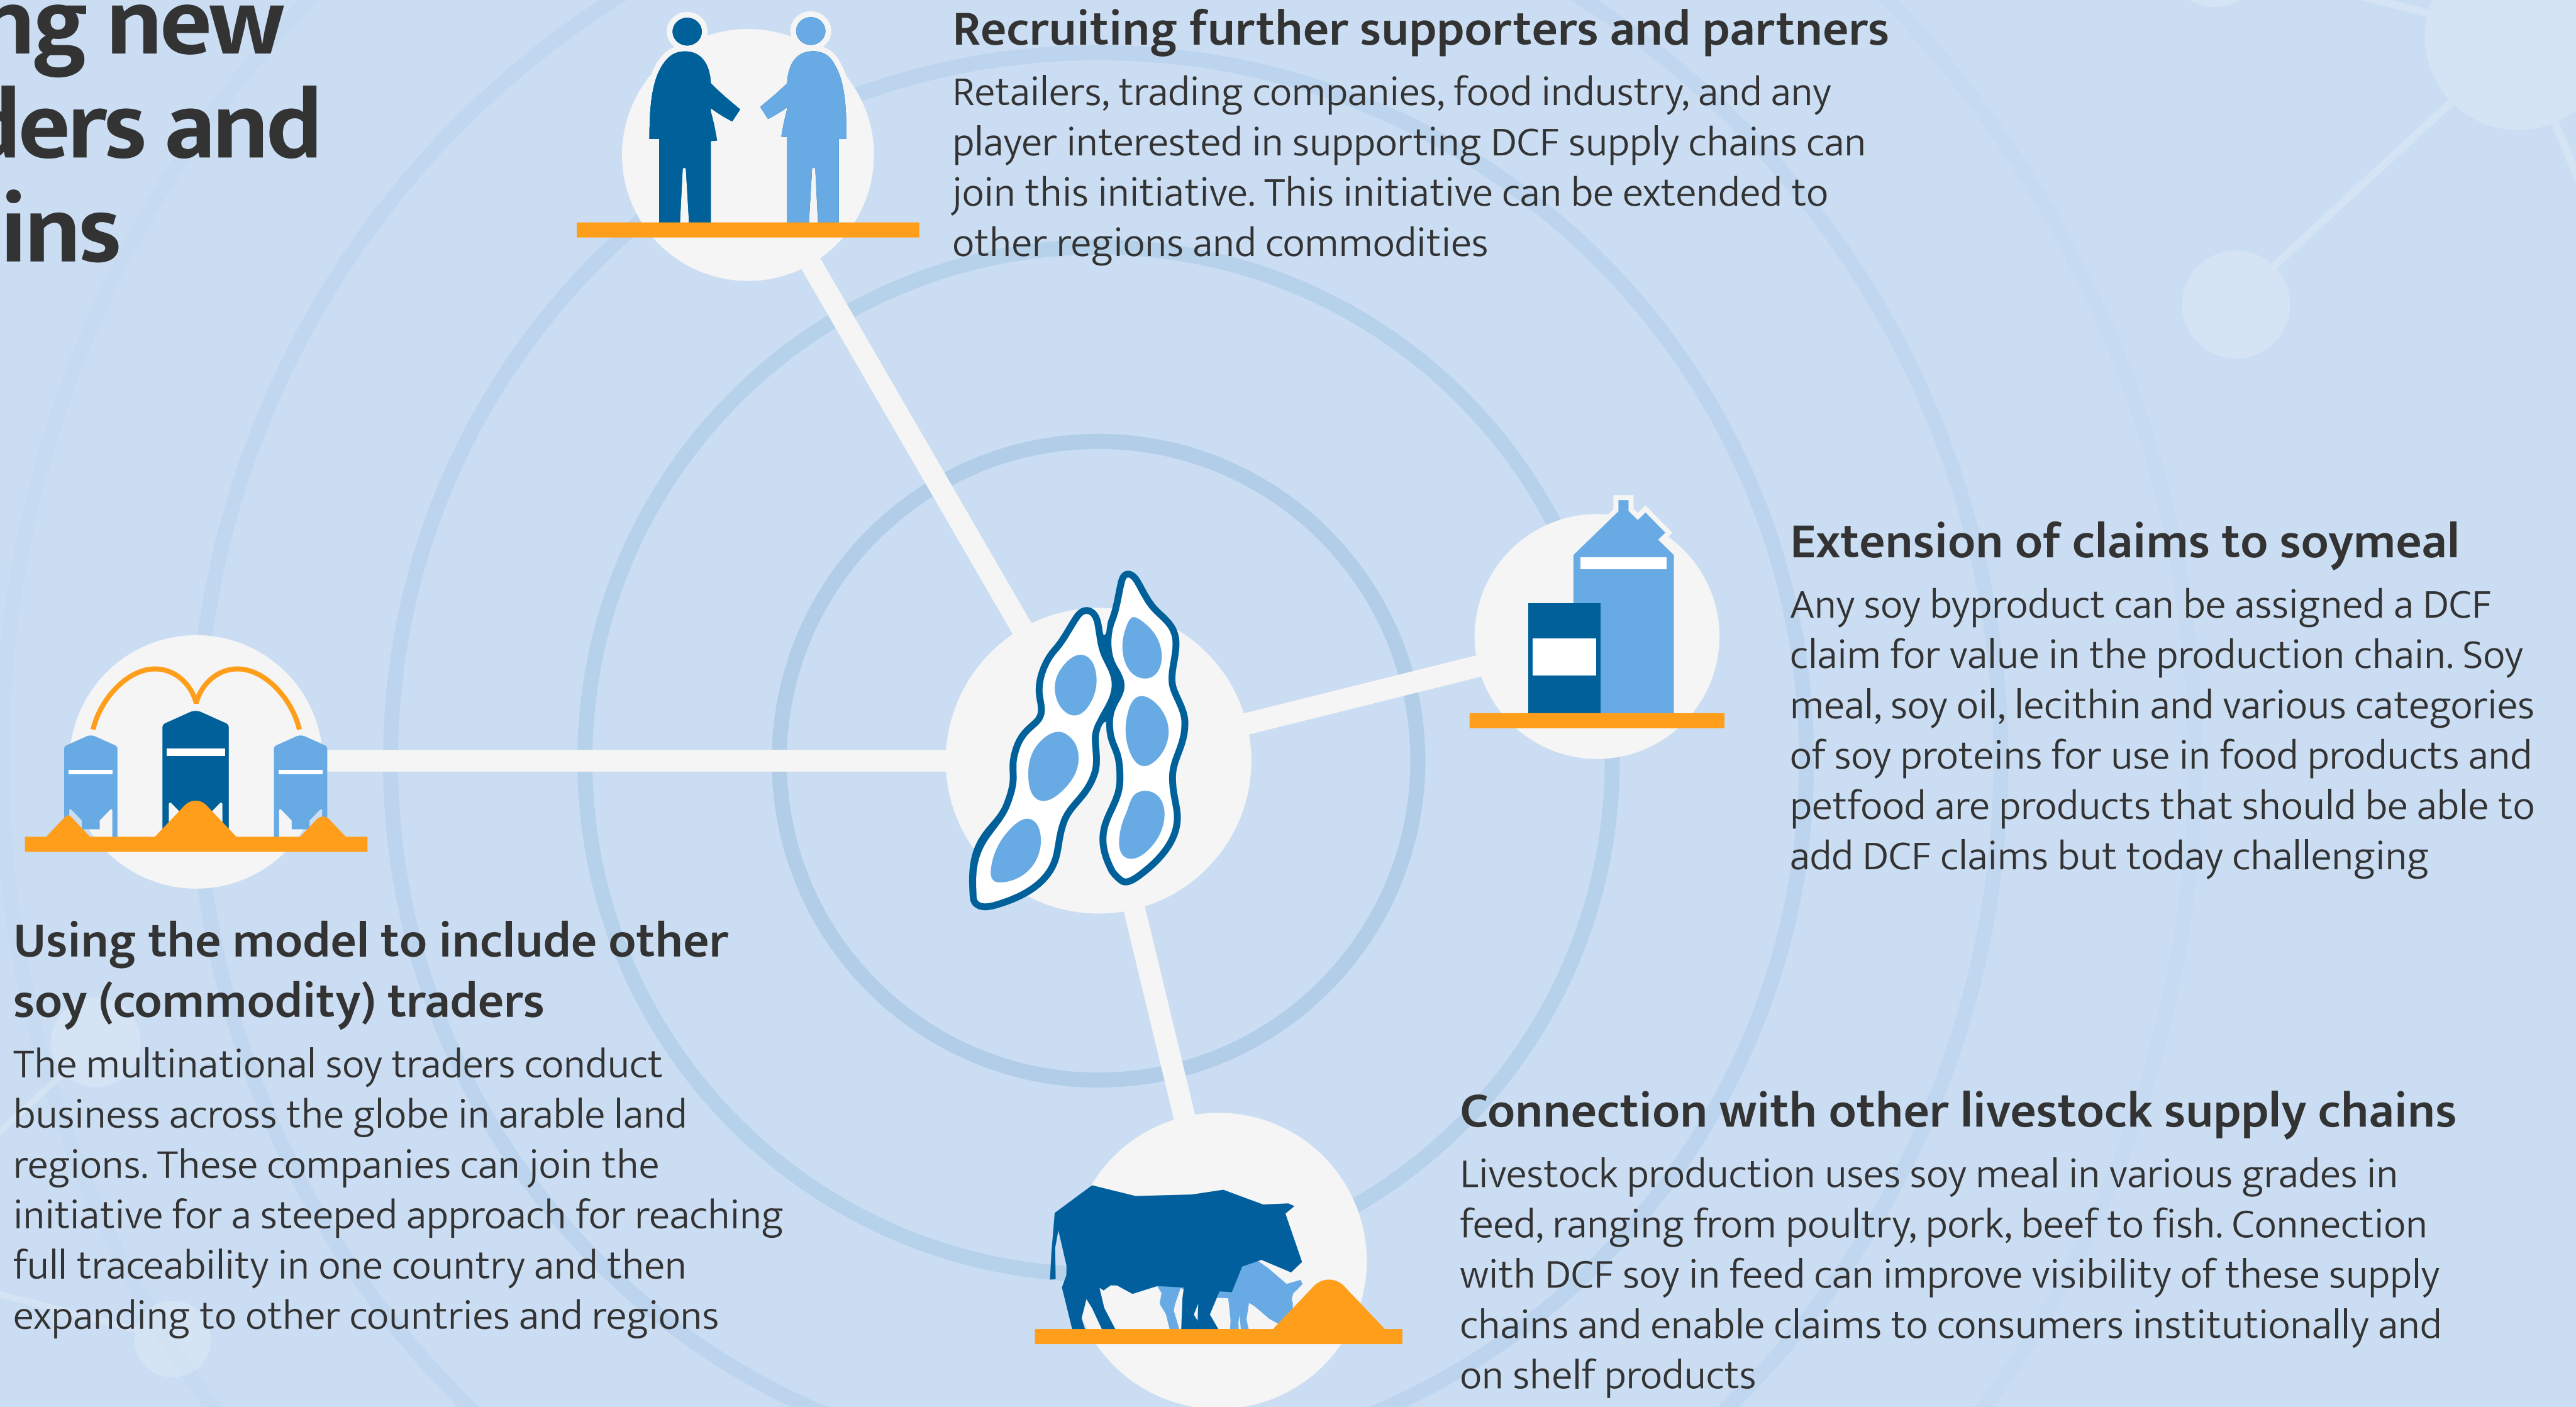 ng new
ders and
ins
Recruiting further supporters and partners
Retailers, trading companies, food industry, and any
player interested in supporting DCF supply chains can
join this initiative. This initiative can be extended to
other regions and commodities
Extension of claims to soymeal
Any soy byproduct can be assigned a DCF
claim for value in the production chain. Soy
meal, soy oil, lecithin and various categories
of soy proteins for use in food products and
petfood are products that should be able to
add DCF claims but today challenging
Using the model to include other
soy (commodity) traders
The multinational soy traders conduct
business across the globe in arable land
regions. These companies can join the
initiative for a steeped approach for reaching
full traceability in one country and then
expanding to other countries and regions
Connection with other livestock supply chains
Livestock production uses soy meal in various grades in
feed, ranging from poultry, pork, beef to fish. Connection
with DCF soy in feed can improve visibility of these supply
chains and enable claims to consumers institutionally and
on shelf products